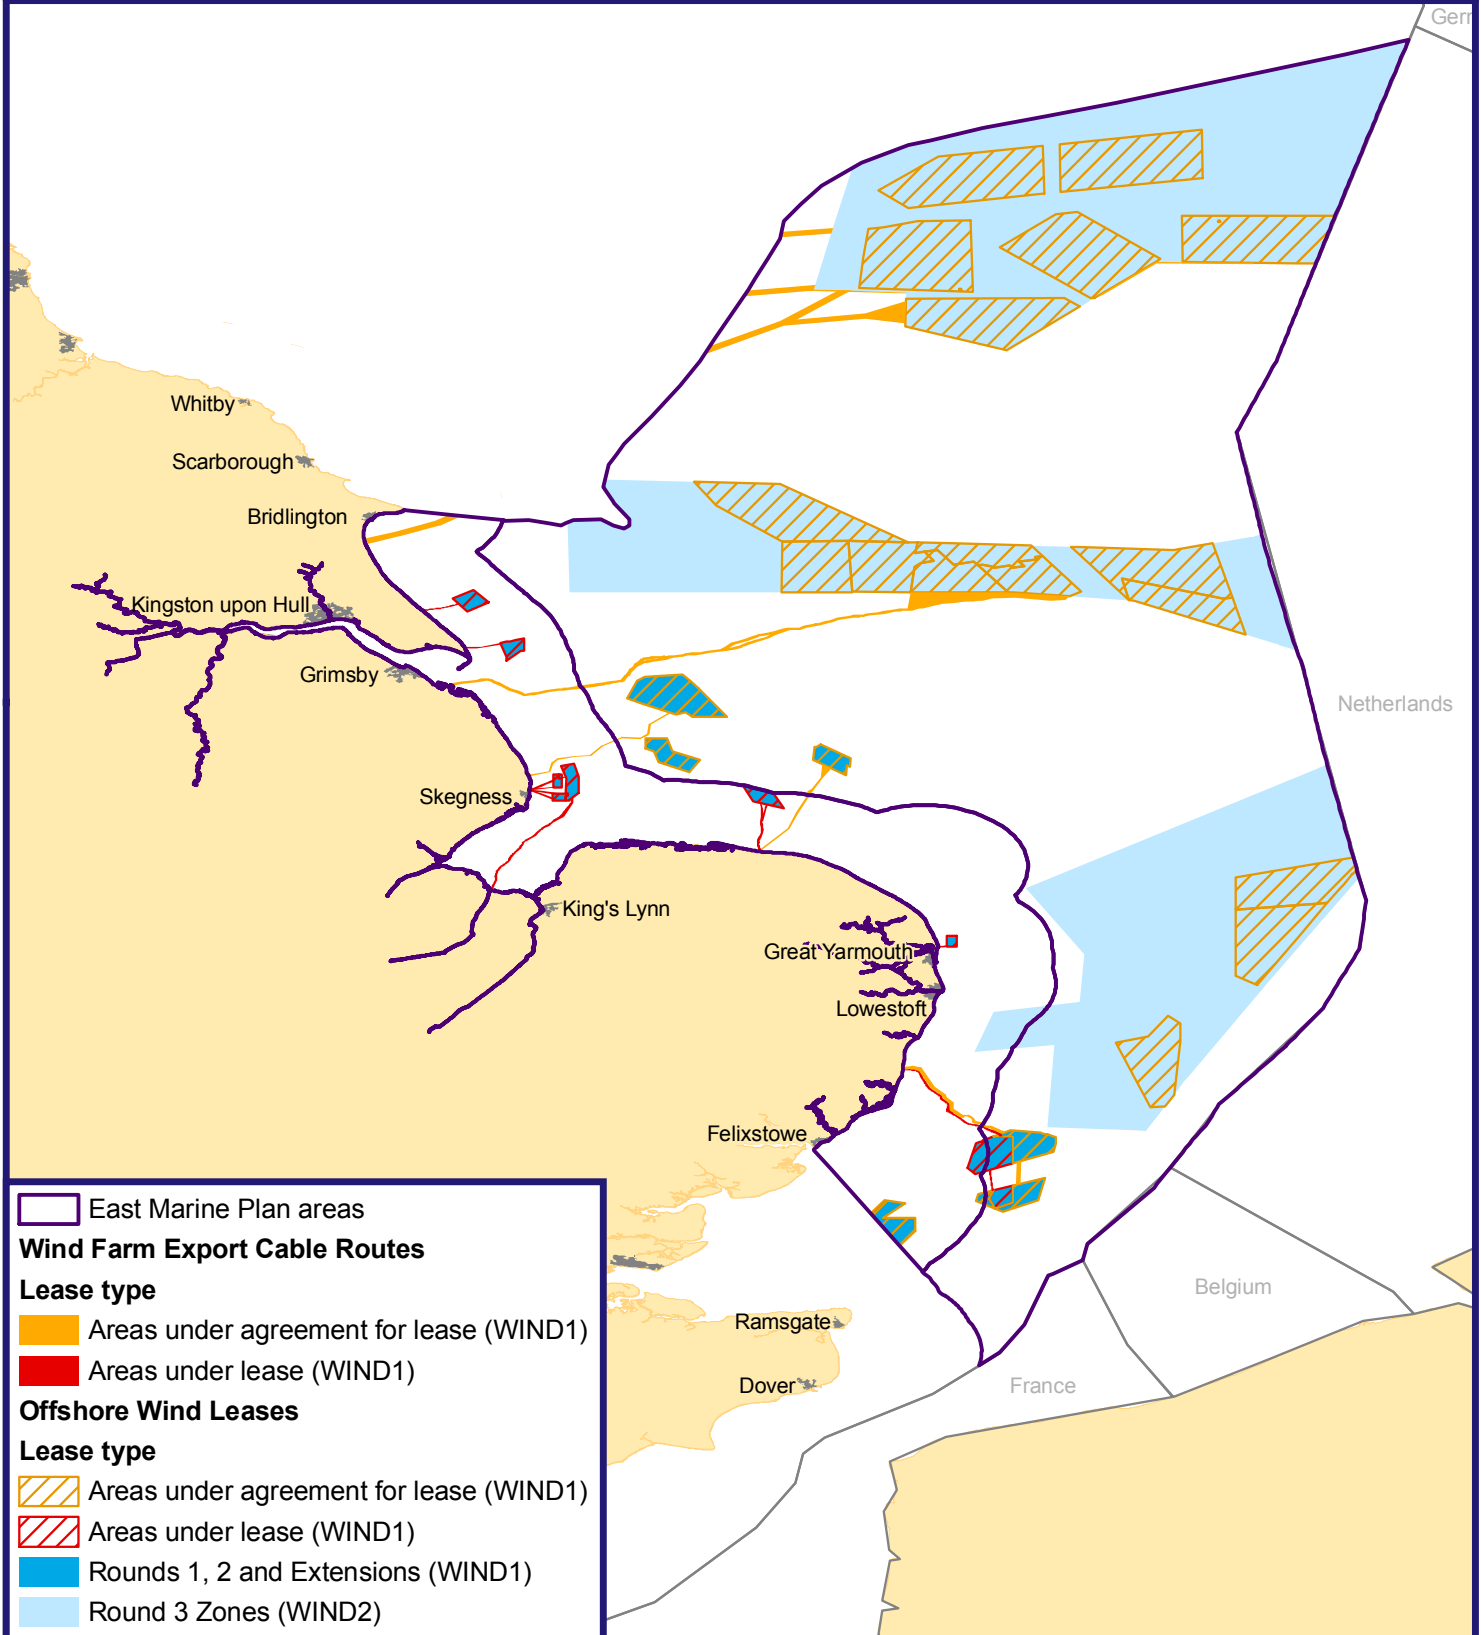 Gerr
Whitby
Scarborough
Bridlington
Kingston upon Hull
Grimsby
Netherlands
Skegness
King's Lynn
Great Yarmouth
Lowestoft
Felixstowe
East Marine Plan areas
Wind Farm Export Cable Routes
Lease type
Areas under agreement for lease (WIND1)
Areas under lease (WIND1)
Offshore Wind Leases
Lease type
Areas under agreement for lease (WIND1)
Areas under lease (WIND1)
Rounds 1, 2 and Extensions (WIND1)
Round 3 Zones (WIND2)
Belgium
Ramsgate
Dover
France